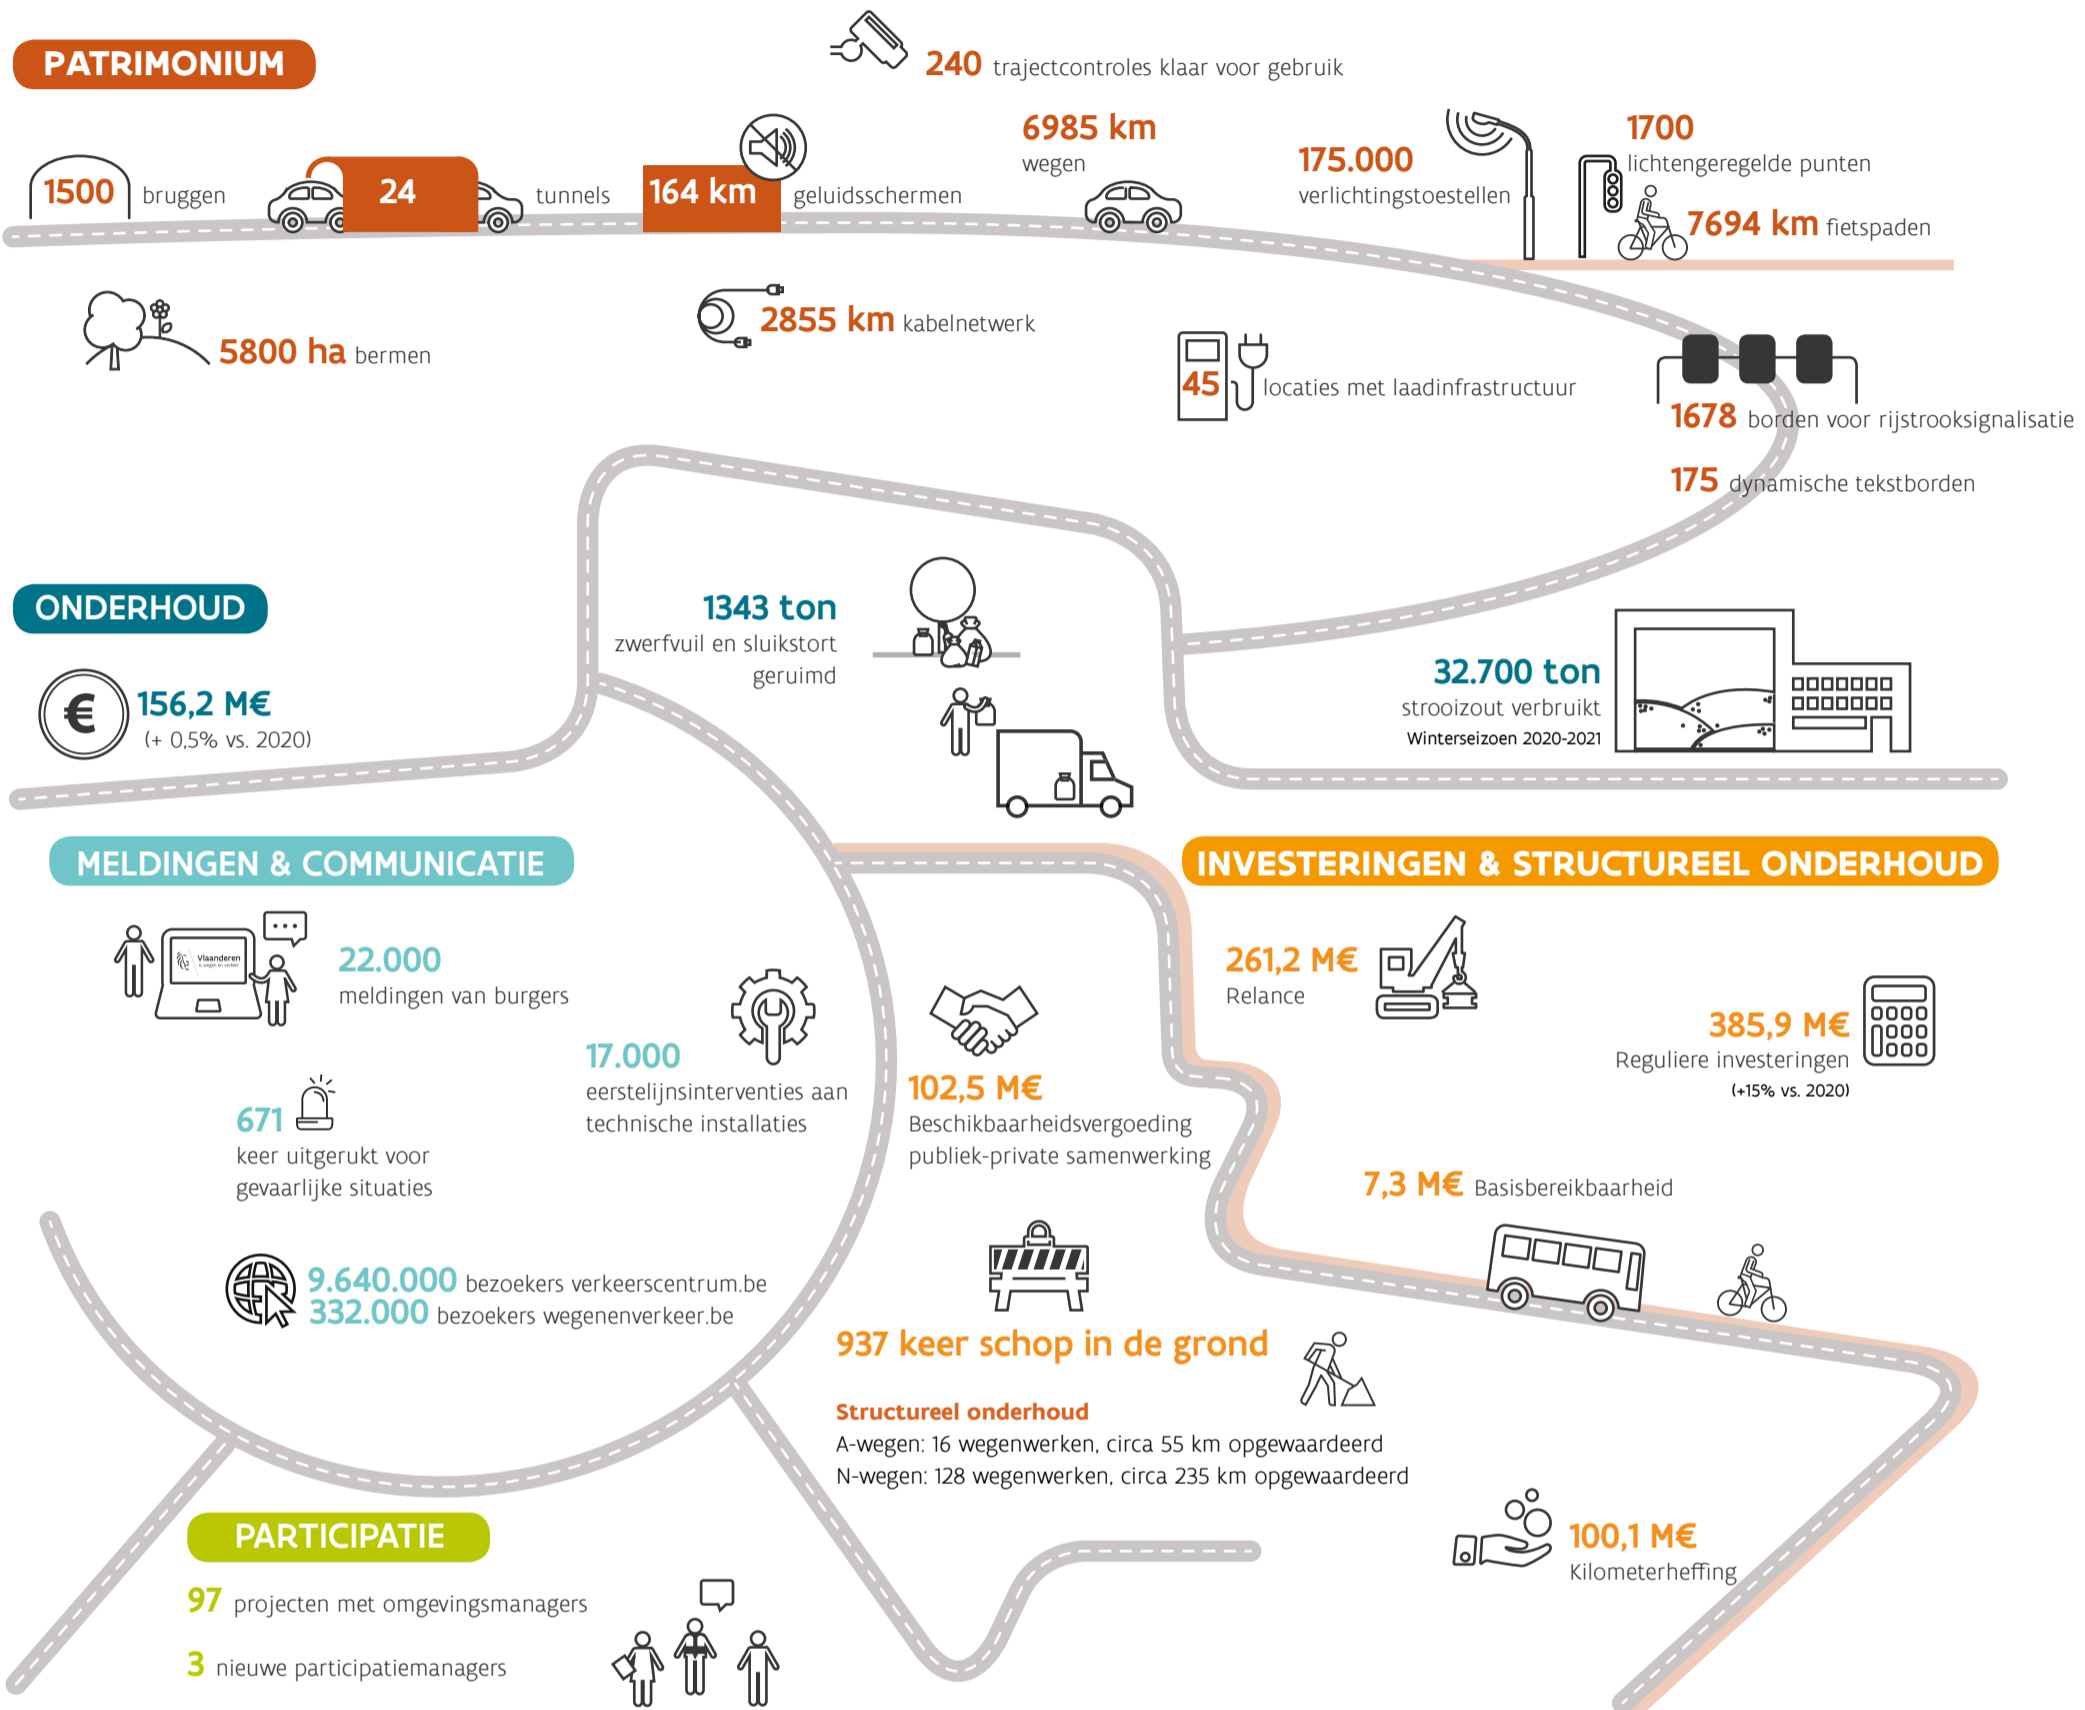 PATRIMONIUM
240 trajectcontroles klaar voor gebruik
1500 bruggen
24 tunnels
164 km geluidsschermen
6985 km
wegen
175.000
verlichtingstoestellen
1700
lichtengeregelde punten
7694 km fietspaden
5800 ha bermen
2855 km kabelnetwerk
45 locaties met laadinfrastructuur
1678 borden voor rijstrooksignalisatie
175 dynamische tekstborden
ONDERHOUD
156,2 M€
(+ 0,5% vs. 2020)
1343 ton
zwerfvuil en sluikstort
geruimd
32.700 ton
strooizout verbruikt
Winterseizoen 2020-2021
MELDINGEN & COMMUNICATIE
Vlaanderen
is wegen en verkeer
22.000
meldingen van burgers
17.000
eerstelijnsinterventies aan
technische installaties
671
keer uitgerukt voor
gevaarlijke situaties
9.640.000 bezoekers verkeerscentrum.be
332.000 bezoekers wegenenverkeer.be
INVESTERINGEN & STRUCTUREEL ONDERHOUD
261,2 M€
Relance
385,9 M€
Reguliere investeringen
(+15% vs. 2020)
102,5 M€
Beschikbaarheidsvergoeding
publiek-private samenwerking
7,3 M€ Basisbereikbaarheid
937 keer schop in de grond
Structureel onderhoud
A-wegen: 16 wegenwerken, circa 55 km opgewaardeerd
N-wegen: 128 wegenwerken, circa 235 km opgewaardeerd
100,1 M€
Kilometerheffing
PARTICIPATIE
97 projecten met omgevingsmanagers
3 nieuwe participatiemanagers